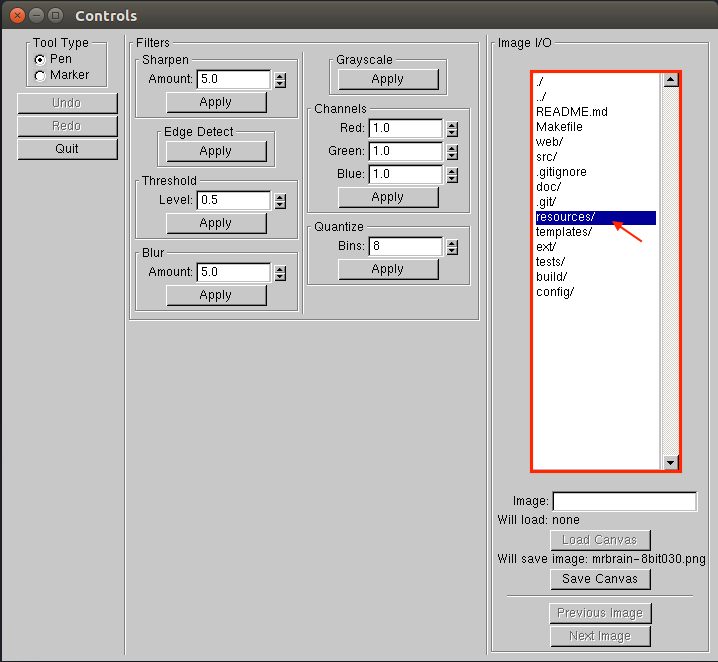 Controls
Tool Type
Pen
Marker
Undo
Redo
Quit
Filters
Sharpen
Amount: 5.0
Apply
Edge Detect
Apply
Threshold
Level: 0.5
Apply
Blur
Amount: 5.0
Apply
Grayscale
Apply
Channels
Red: 1.0
Green: 1.0
Blue: 1.0
Apply
Quantize
Bins: 8
Apply
Image I/O
./
../
README.md
Makefile
web/
src/
.gitignore
doc/
.git/
resources/
templates/
ext/
tests/
build/
config/
Image:
Will load: none
Load Canvas
Will save image: mrbrain-8bit030.png
Save Canvas
Previous Image
Next Image